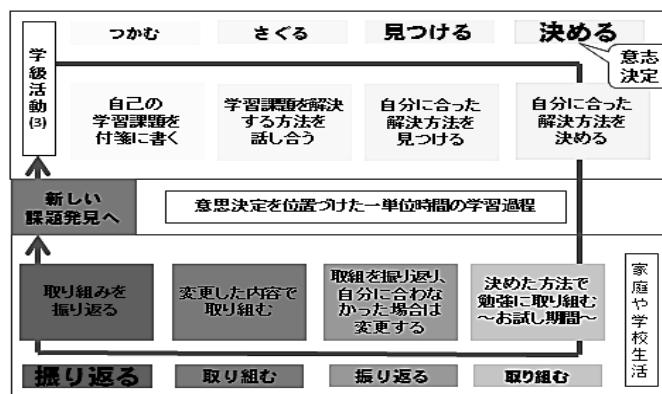 つかむ
さぐる
見つける
決める
意志
決定
学級活動(3)
自己の
学習課題を
付箋に書く
学習課題を解決
する方法を
話し合う
自分に合った
解決方法を
見つける
自分に合った
解決方法を
決める
新しい
課題発見へ
意思決定を位置づけた一単位時間の学習過程
取り組みを
振り返る
変更した内容で
取り組む
取組を振り返り、
自分に合わな
かった場合は
変更する
決めた方法で
勉強に取り組む
～お試し期間～
家庭や学校生活
振り返る
取り組む
振り返る
取り組む